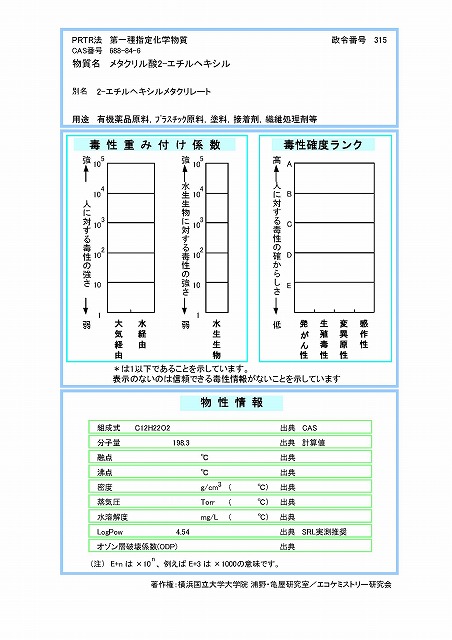 PRTR法　第一種指定化学物質　政令番号　315
CAS番号　688-84-6
物質名　メタクリル酸2-エチルヘキシル
別名　2-エチルヘキシルメタクリレート
用途　有機薬品原料, プラスチック原料, 塗料, 接着剤, 繊維処理剤等
毒性重み付け係数
強
10^5
10^4
10^3
10^2
10
1
人に対する毒性の強さ
弱
大気経由
水経由
強
10^5
10^4
10^3
10^2
10
1
水生生物に対する毒性の強さ
弱
水生生物
毒性確度ランク
高
A
B
C
D
E
人に対する毒性の確からしさ
低
発がん性
生殖毒性
変異原性
感作性
＊は1以下であることを示しています。
表示のないのは信頼できる毒性情報がないことを示しています
物性情報
組成式　C12H22O2　出典　CAS
分子量　198.3　出典　計算値
融点　℃　出典
沸点　℃　出典
密度　g/cm3　(　℃)　出典
蒸気圧　Torr　(　℃)　出典
水溶解度　mg/L　(　℃)　出典
LogPow　4.54　出典　SRL実測推奨
オゾン層破壊係数(ODP)　出典
(注)　E+n は ×10^n、例えば E+3 は ×1000の意味です。
著作権:横浜国立大学大学院 浦野・亀屋研究室／エコケミストリー研究会